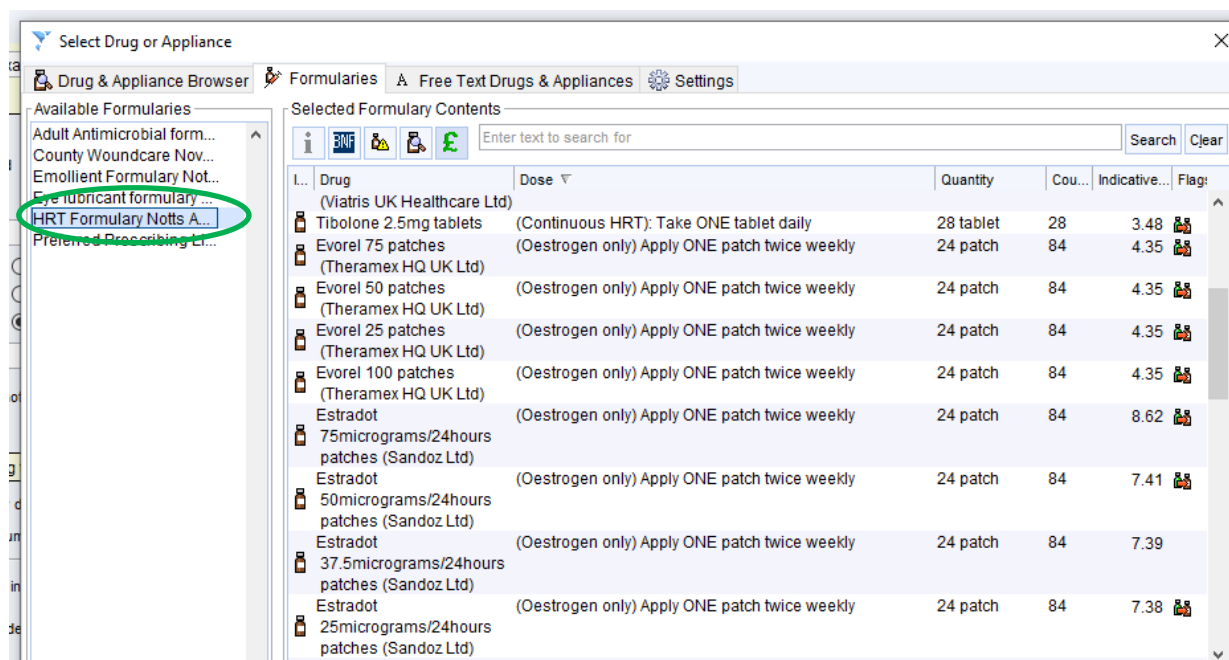 Select Drug or Appliance
Drug & Appliance Browser Formularies A Free Text Drugs & Appliances Settings
Available Formularies
Adult Antimicrobial form...
County Woundcare Nov...
Emollient Formulary Not...
Eye lubricant formulary ...
HRT Formulary Notts A...
Preferred Prescribing Li...
Selected Formulary Contents
i BNF £ Enter text to search for Search Clear
I... Drug Dose Quantity Cou... Indicative... Flags
(Viatris UK Healthcare Ltd)
Tibolone 2.5mg tablets (Continuous HRT): Take ONE tablet daily 28 tablet 28 3.48
Evorel 75 patches (Oestrogen only) Apply ONE patch twice weekly 24 patch 84 4.35
(Theramex HQ UK Ltd)
Evorel 50 patches (Oestrogen only) Apply ONE patch twice weekly 24 patch 84 4.35
(Theramex HQ UK Ltd)
Evorel 25 patches (Oestrogen only) Apply ONE patch twice weekly 24 patch 84 4.35
(Theramex HQ UK Ltd)
Evorel 100 patches (Oestrogen only) Apply ONE patch twice weekly 24 patch 84 4.35
(Theramex HQ UK Ltd)
Estradot (Oestrogen only) Apply ONE patch twice weekly 24 patch 84 8.62
75micrograms/24hours
patches (Sandoz Ltd)
Estradot (Oestrogen only) Apply ONE patch twice weekly 24 patch 84 7.41
50micrograms/24hours
patches (Sandoz Ltd)
Estradot (Oestrogen only) Apply ONE patch twice weekly 24 patch 84 7.39
37.5micrograms/24hours
patches (Sandoz Ltd)
Estradot (Oestrogen only) Apply ONE patch twice weekly 24 patch 84 7.38
25micrograms/24hours
patches (Sandoz Ltd)